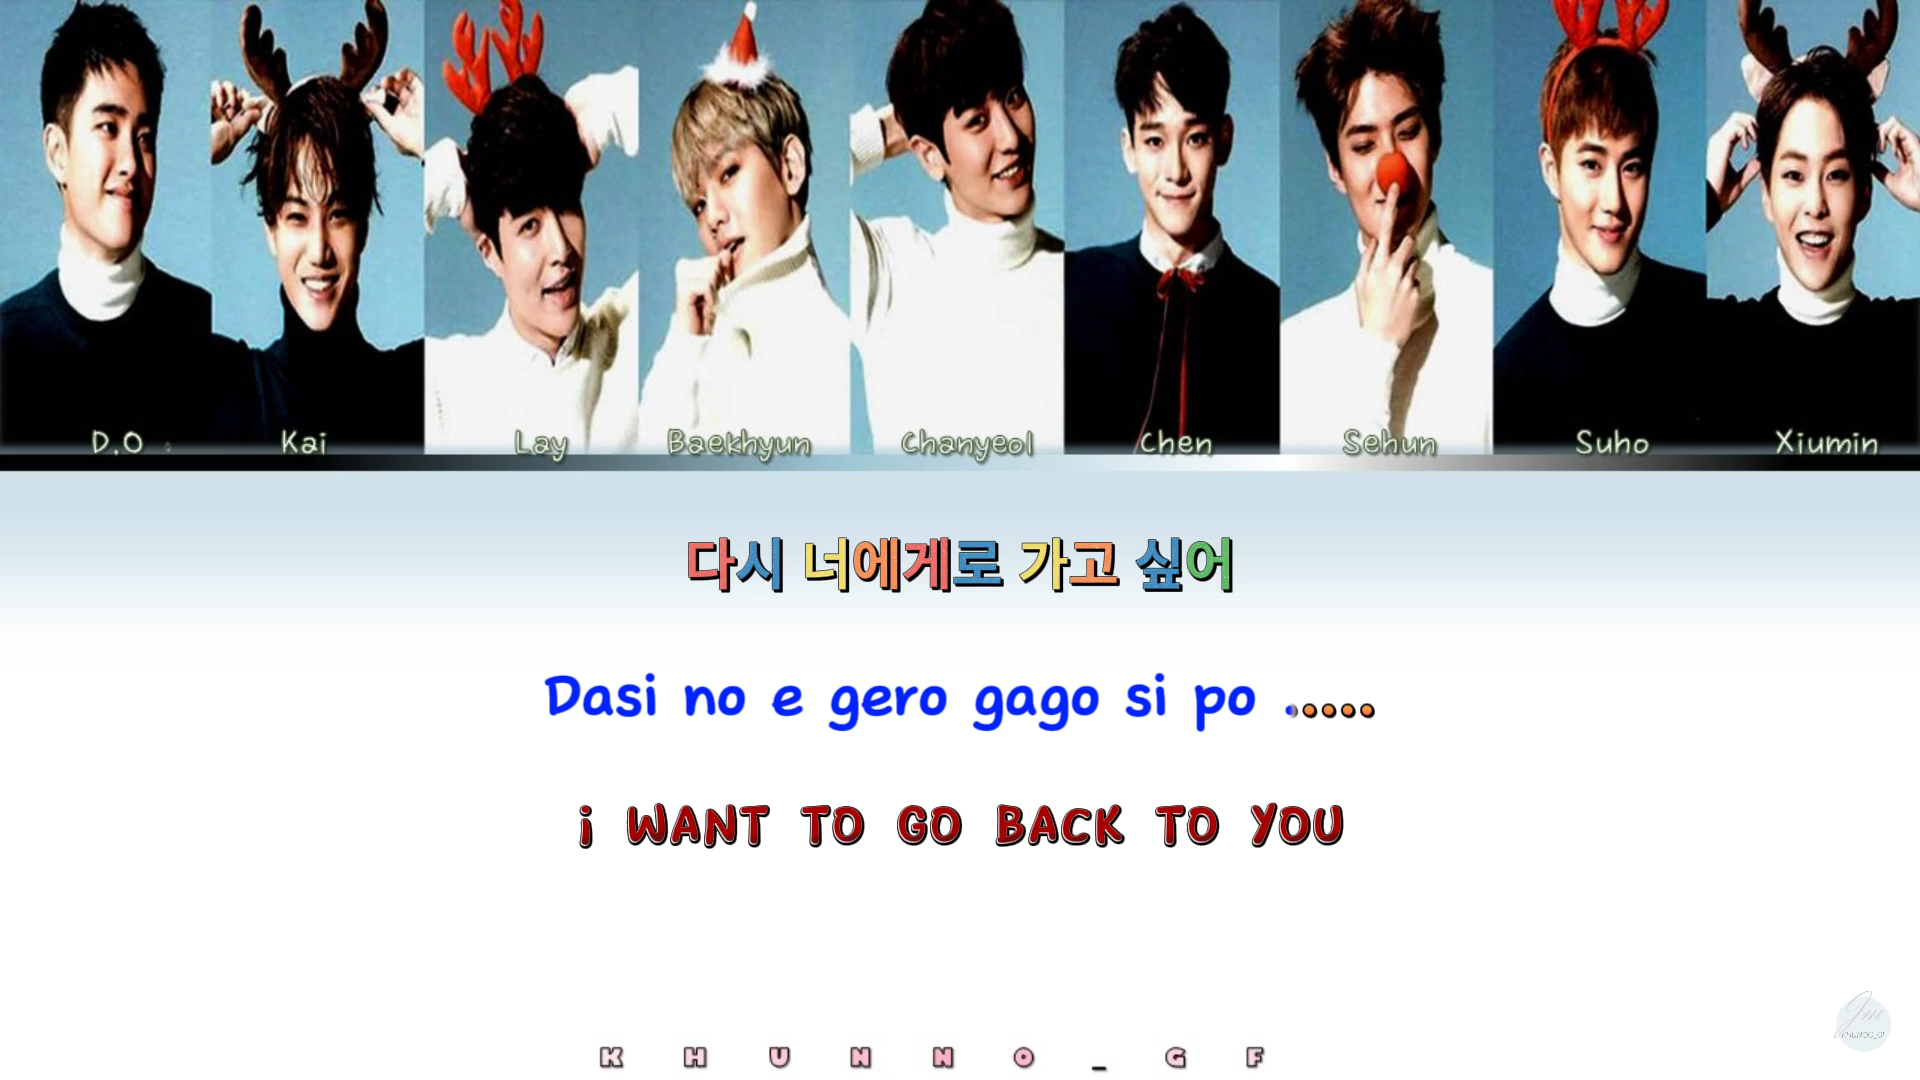 D.O Kai Lay Baekhyun Chanyeol Chen Sehun Suho Xiumin
다시 너에게로 가고 싶어
Dasi no e gero gago si po .....
i WANT TO GO BACK TO YOU
KHUNNO_GF